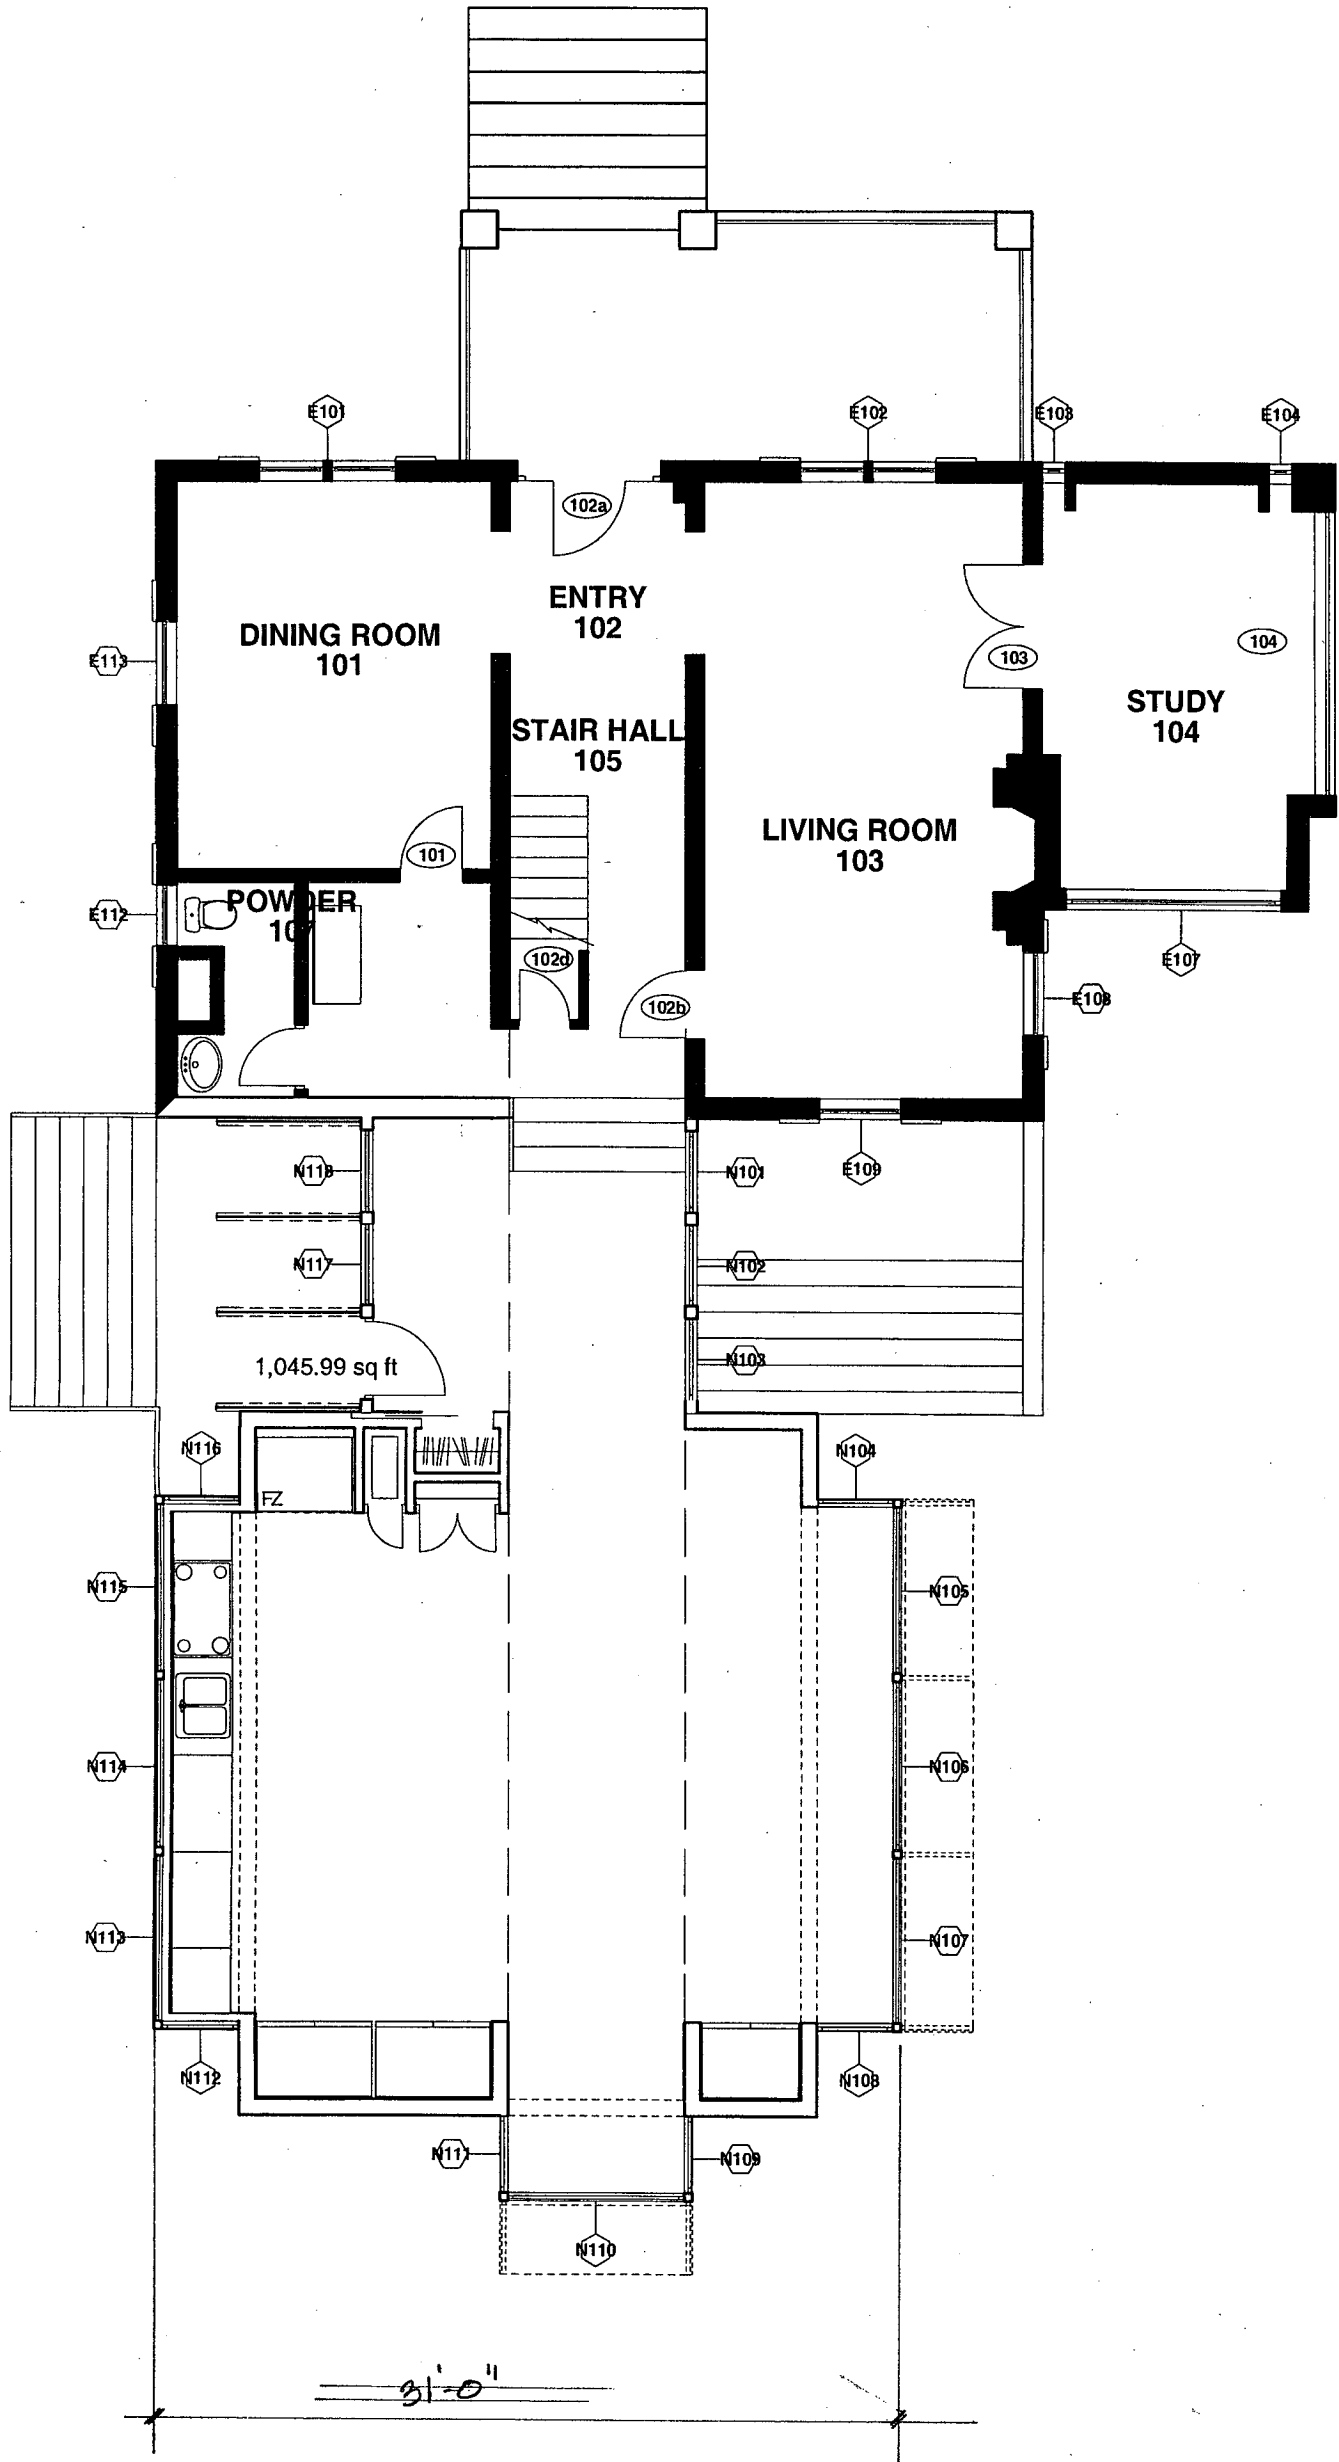 E101
E102
E103
E104
102a
ENTRY
102
DINING ROOM
101
E113
103
104
STUDY
104
STAIR HALL
105
LIVING ROOM
103
101
POWDER
107
E112
102d
102b
E107
E108
E109
N118
N101
N117
N102
N103
1,045.99 sq ft
N116
N104
FZ
N115
N105
N114
N106
N113
N107
N112
N108
N111
N109
N110
31'-0"